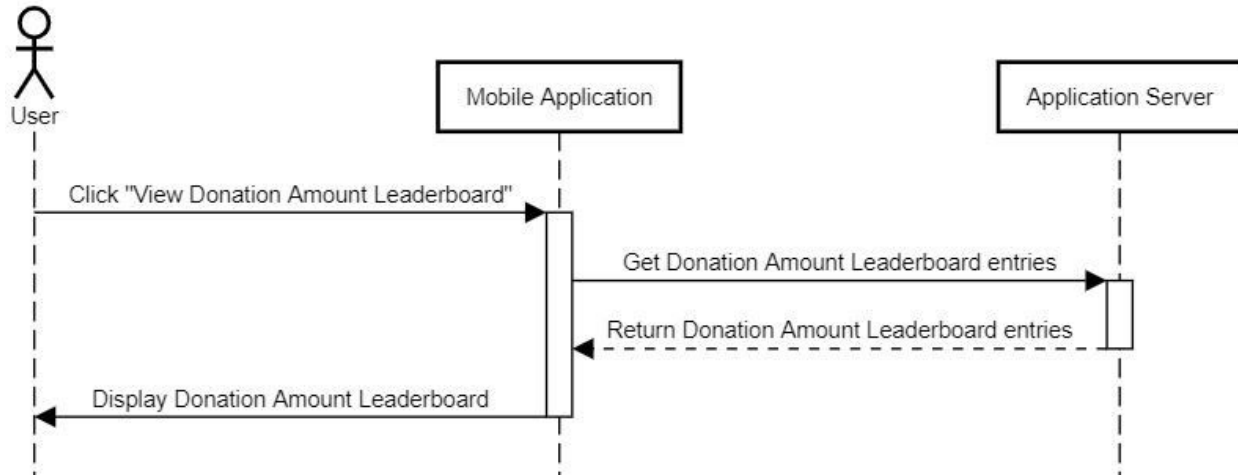 User
Mobile Application
Application Server
Click "View Donation Amount Leaderboard"
Get Donation Amount Leaderboard entries
Return Donation Amount Leaderboard entries
Display Donation Amount Leaderboard